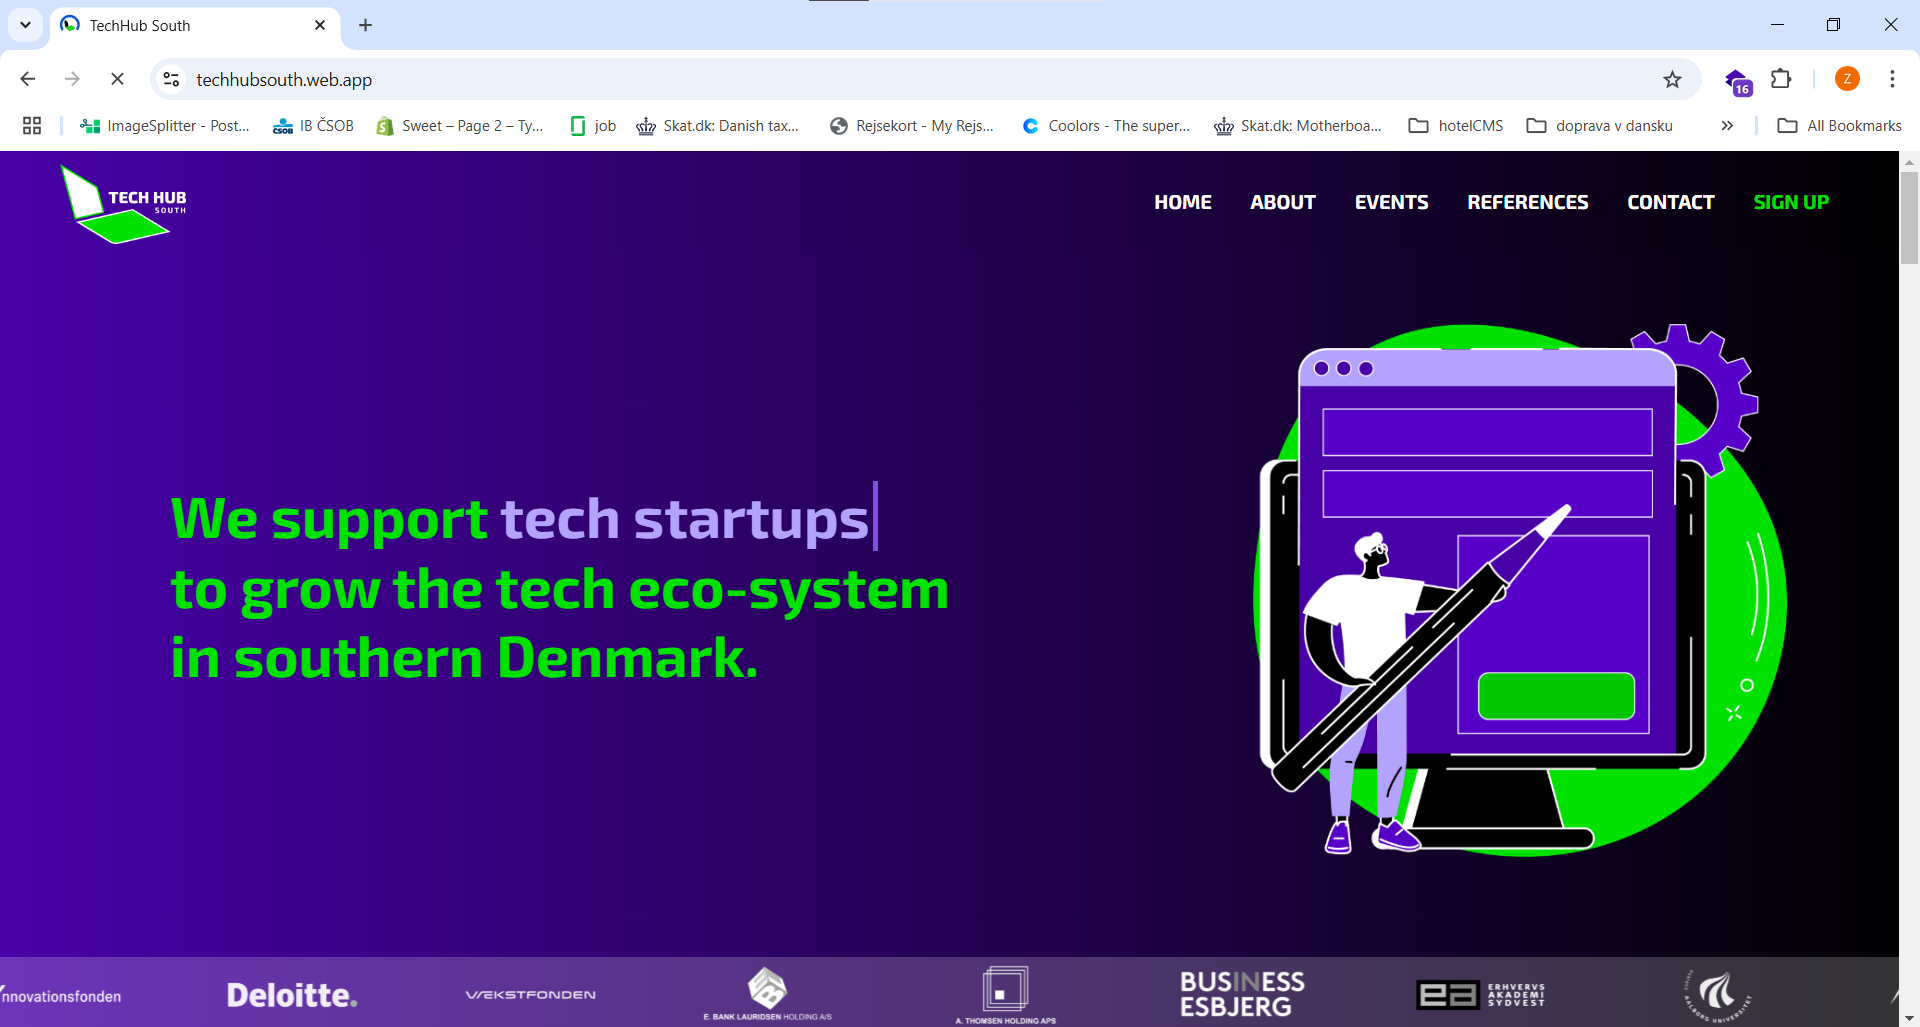 TechHub South
techhubsouth.web.app
16
Z
ImageSplitter - Post...
IB ČSOB
Sweet – Page 2 – Ty...
job
Skat.dk: Danish tax...
Rejsekort - My Rejs...
Coolors - The super...
Skat.dk: Motherboa...
hotelCMS
doprava v dansku
All Bookmarks
TECH HUB
SOUTH
HOME
ABOUT
EVENTS
REFERENCES
CONTACT
SIGN UP
We support tech startups
to grow the tech eco-system
in southern Denmark.
nnovationsfonden
Deloitte.
VÆKSTFONDEN
E. BANK LAURIDSEN HOLDING A/S
A. THOMSEN HOLDING APS
BUSINESS
ESBJERG
ea
ERHVERVS
AKADEMI
SYDVEST
AALBORG UNIVERSITET